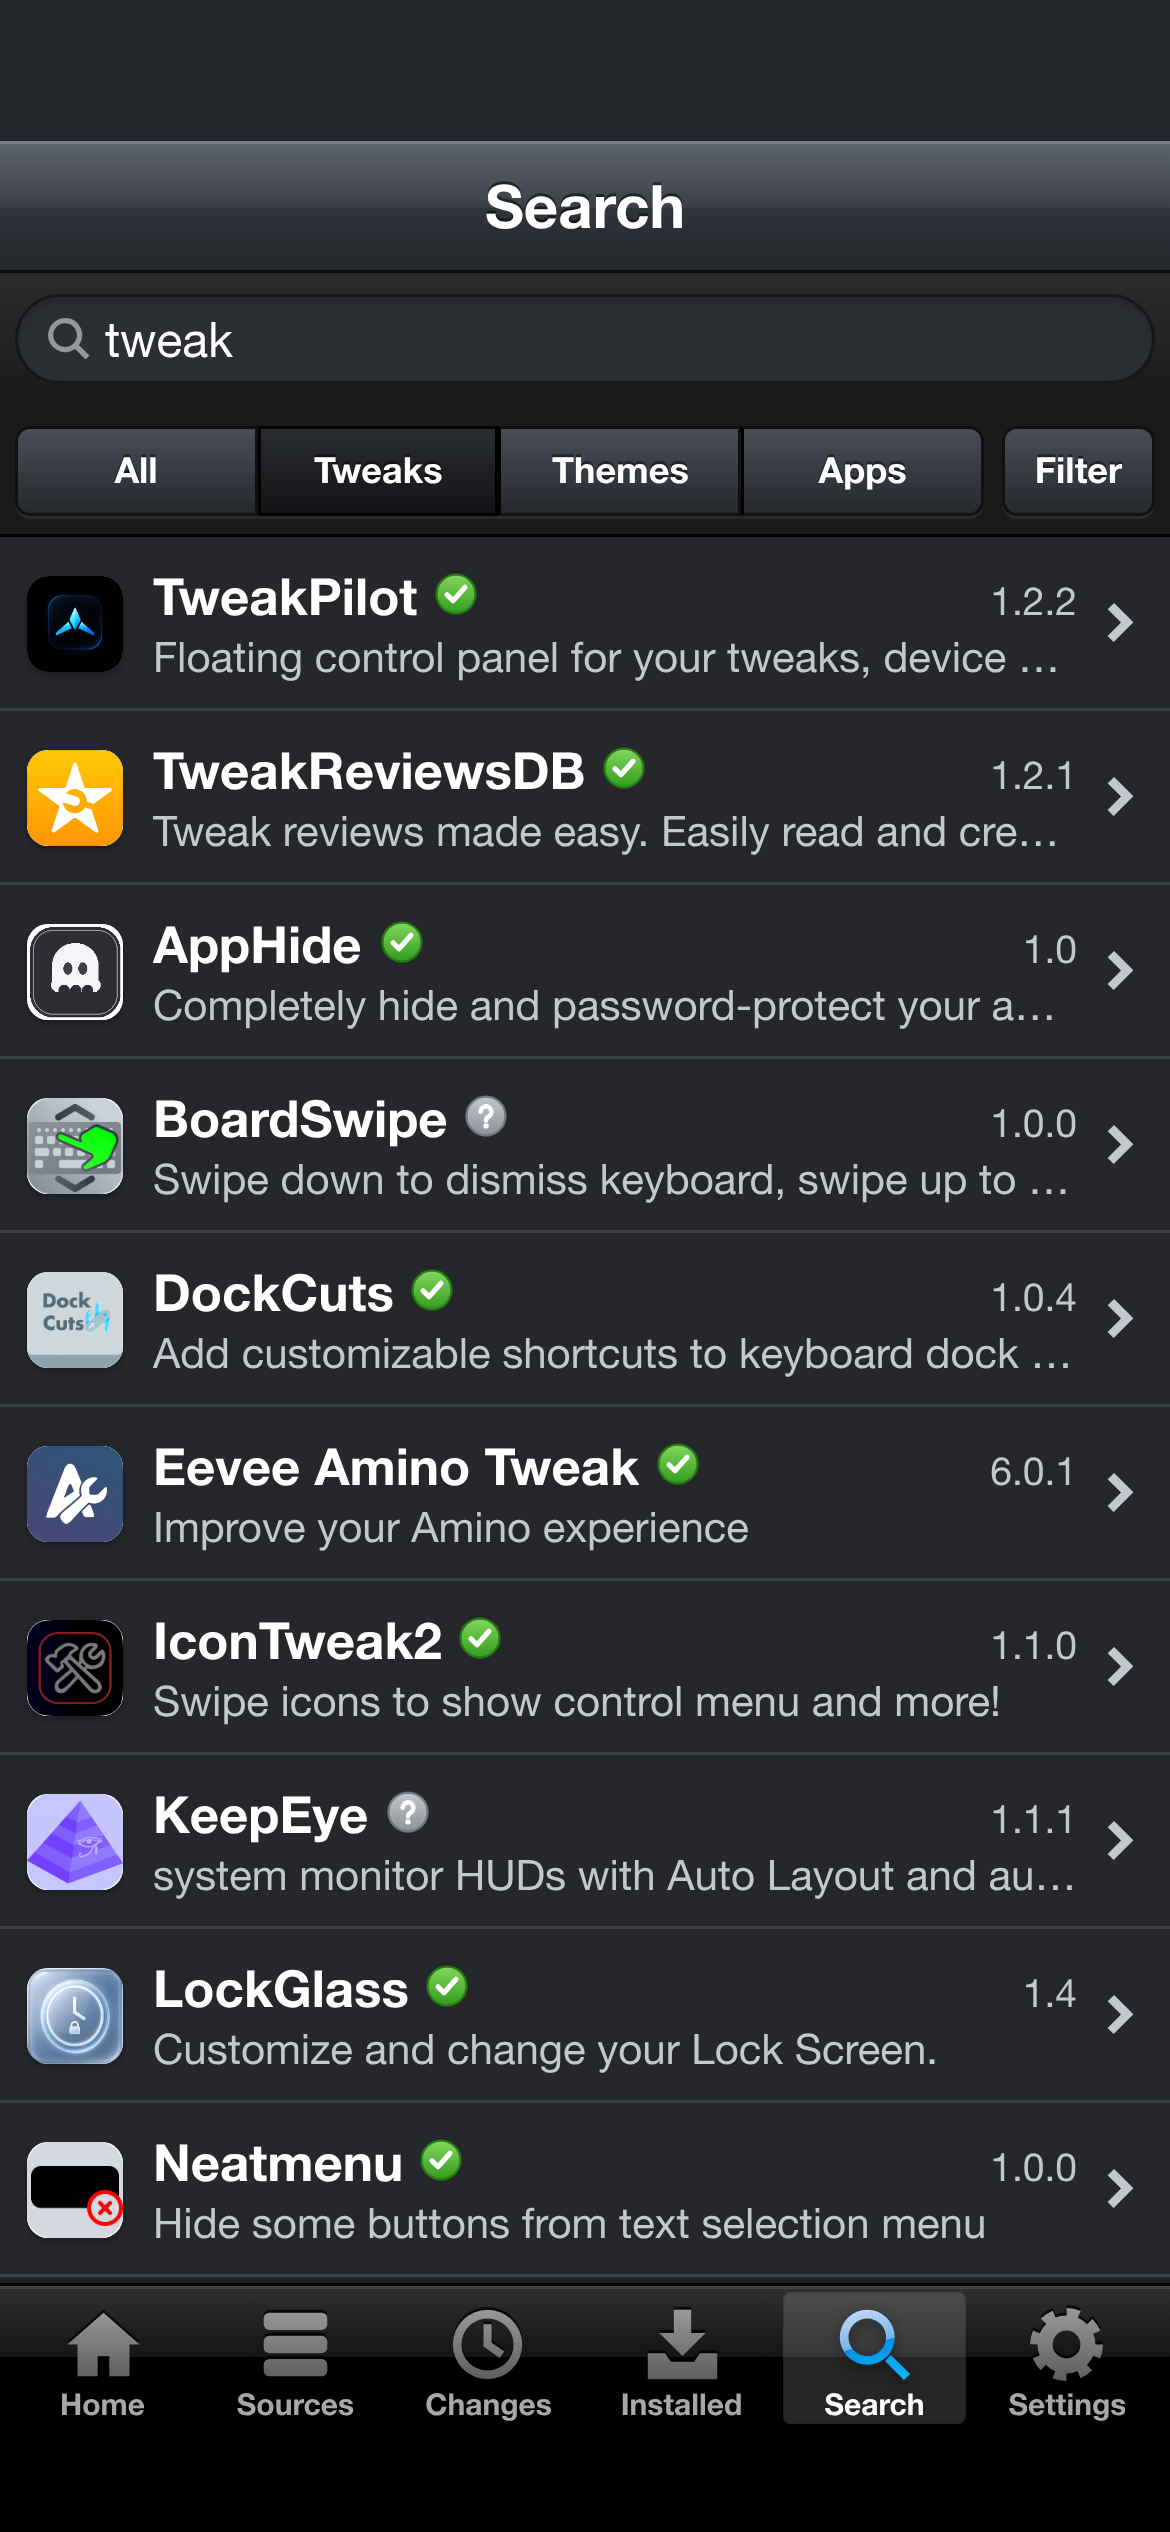 Search
tweak
All Tweaks Themes Apps Filter
TweakPilot 1.2.2
Floating control panel for your tweaks, device ...
TweakReviewsDB 1.2.1
Tweak reviews made easy. Easily read and cre...
AppHide 1.0
Completely hide and password-protect your a...
BoardSwipe ? 1.0.0
Swipe down to dismiss keyboard, swipe up to ...
Dock
Cuts
DockCuts 1.0.4
Add customizable shortcuts to keyboard dock ...
Eevee Amino Tweak 6.0.1
Improve your Amino experience
IconTweak2 1.1.0
Swipe icons to show control menu and more!
KeepEye ? 1.1.1
system monitor HUDs with Auto Layout and au...
LockGlass 1.4
Customize and change your Lock Screen.
Neatmenu 1.0.0
Hide some buttons from text selection menu
Home Sources Changes Installed Search Settings